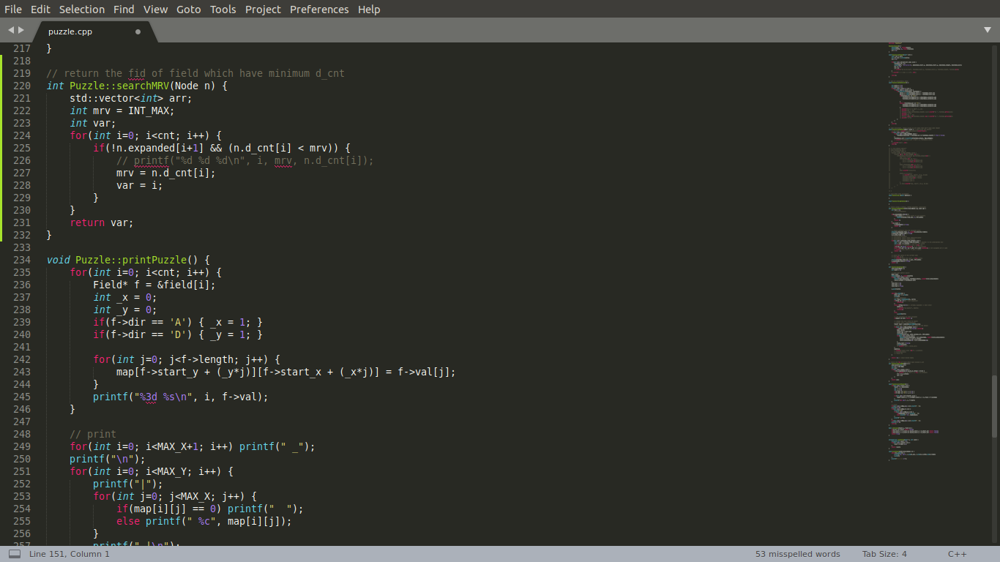 File Edit Selection Find View Goto Tools Project Preferences Help
puzzle.cpp
217 }
218
219 // return the fid of field which have minimum d_cnt
220 int Puzzle::searchMRV(Node n) {
221     std::vector<int> arr;
222     int mrv = INT_MAX;
223     int var;
224     for(int i=0; i<cnt; i++) {
225         if(!n.expanded[i+1] && (n.d_cnt[i] < mrv)) {
226             // printf("%d %d %d\n", i, mrv, n.d_cnt[i]);
227             mrv = n.d_cnt[i];
228             var = i;
229         }
230     }
231     return var;
232 }
233
234 void Puzzle::printPuzzle() {
235     for(int i=0; i<cnt; i++) {
236         Field* f = &field[i];
237         int _x = 0;
238         int _y = 0;
239         if(f->dir == 'A') { _x = 1; }
240         if(f->dir == 'D') { _y = 1; }
241
242         for(int j=0; j<f->length; j++) {
243             map[f->start_y + (_y*j)][f->start_x + (_x*j)] = f->val[j];
244         }
245         printf("%3d %s\n", i, f->val);
246     }
247
248     // print
249     for(int i=0; i<MAX_X+1; i++) printf(" _");
250     printf("\n");
251     for(int i=0; i<MAX_Y; i++) {
252         printf("|");
253         for(int j=0; j<MAX_X; j++) {
254             if(map[i][j] == 0) printf("  ");
255             else printf(" %c", map[i][j]);
256         }
257         printf(" |\n");
Line 151, Column 1 53 misspelled words Tab Size: 4 C++